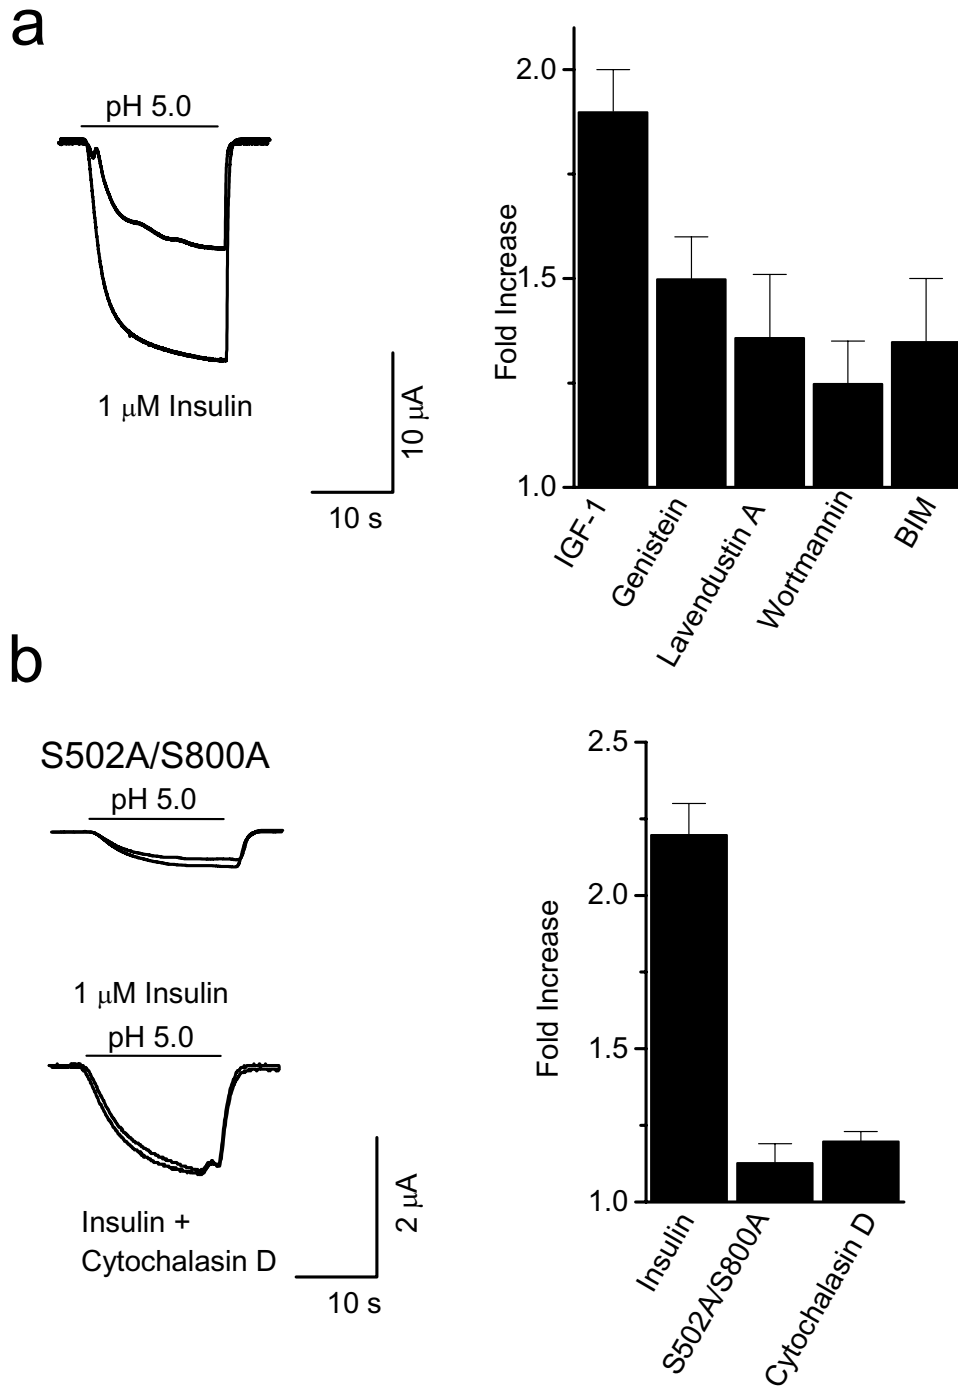 a
pH 5.0
1 μM Insulin
10 μA
10 s
Fold Increase
2.0
1.5
1.0
IGF-1
Genistein
Lavendustin A
Wortmannin
BIM
b
S502A/S800A
pH 5.0
1 μM Insulin
pH 5.0
Insulin +
Cytochalasin D
2 μA
10 s
Fold Increase
2.5
2.0
1.5
1.0
Insulin
S502A/S800A
Cytochalasin D